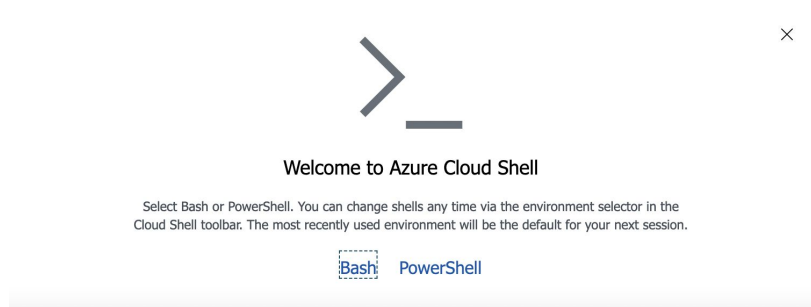 Welcome to Azure Cloud Shell
Select Bash or PowerShell. You can change shells any time via the environment selector in the
Cloud Shell toolbar. The most recently used environment will be the default for your next session.
Bash PowerShell